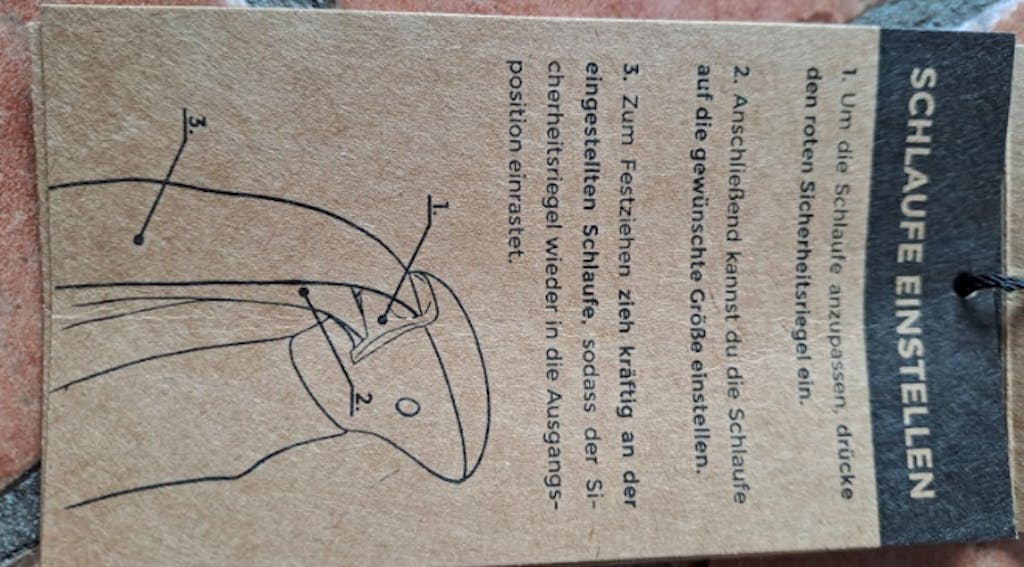 SCHLAUFE EINSTELLEN
1. Um die Schlaufe anzupassen, drücke
den roten Sicherheitsriegel ein.
2. Anschließend kannst du die Schlaufe
auf die gewünschte Größe einstellen.
3. Zum Festziehen zieh kräftig an der
eingestellten Schlaufe, sodass der Si-
cherheitsriegel wieder in die Ausgangs-
position einrastet.
1.
2.
3.